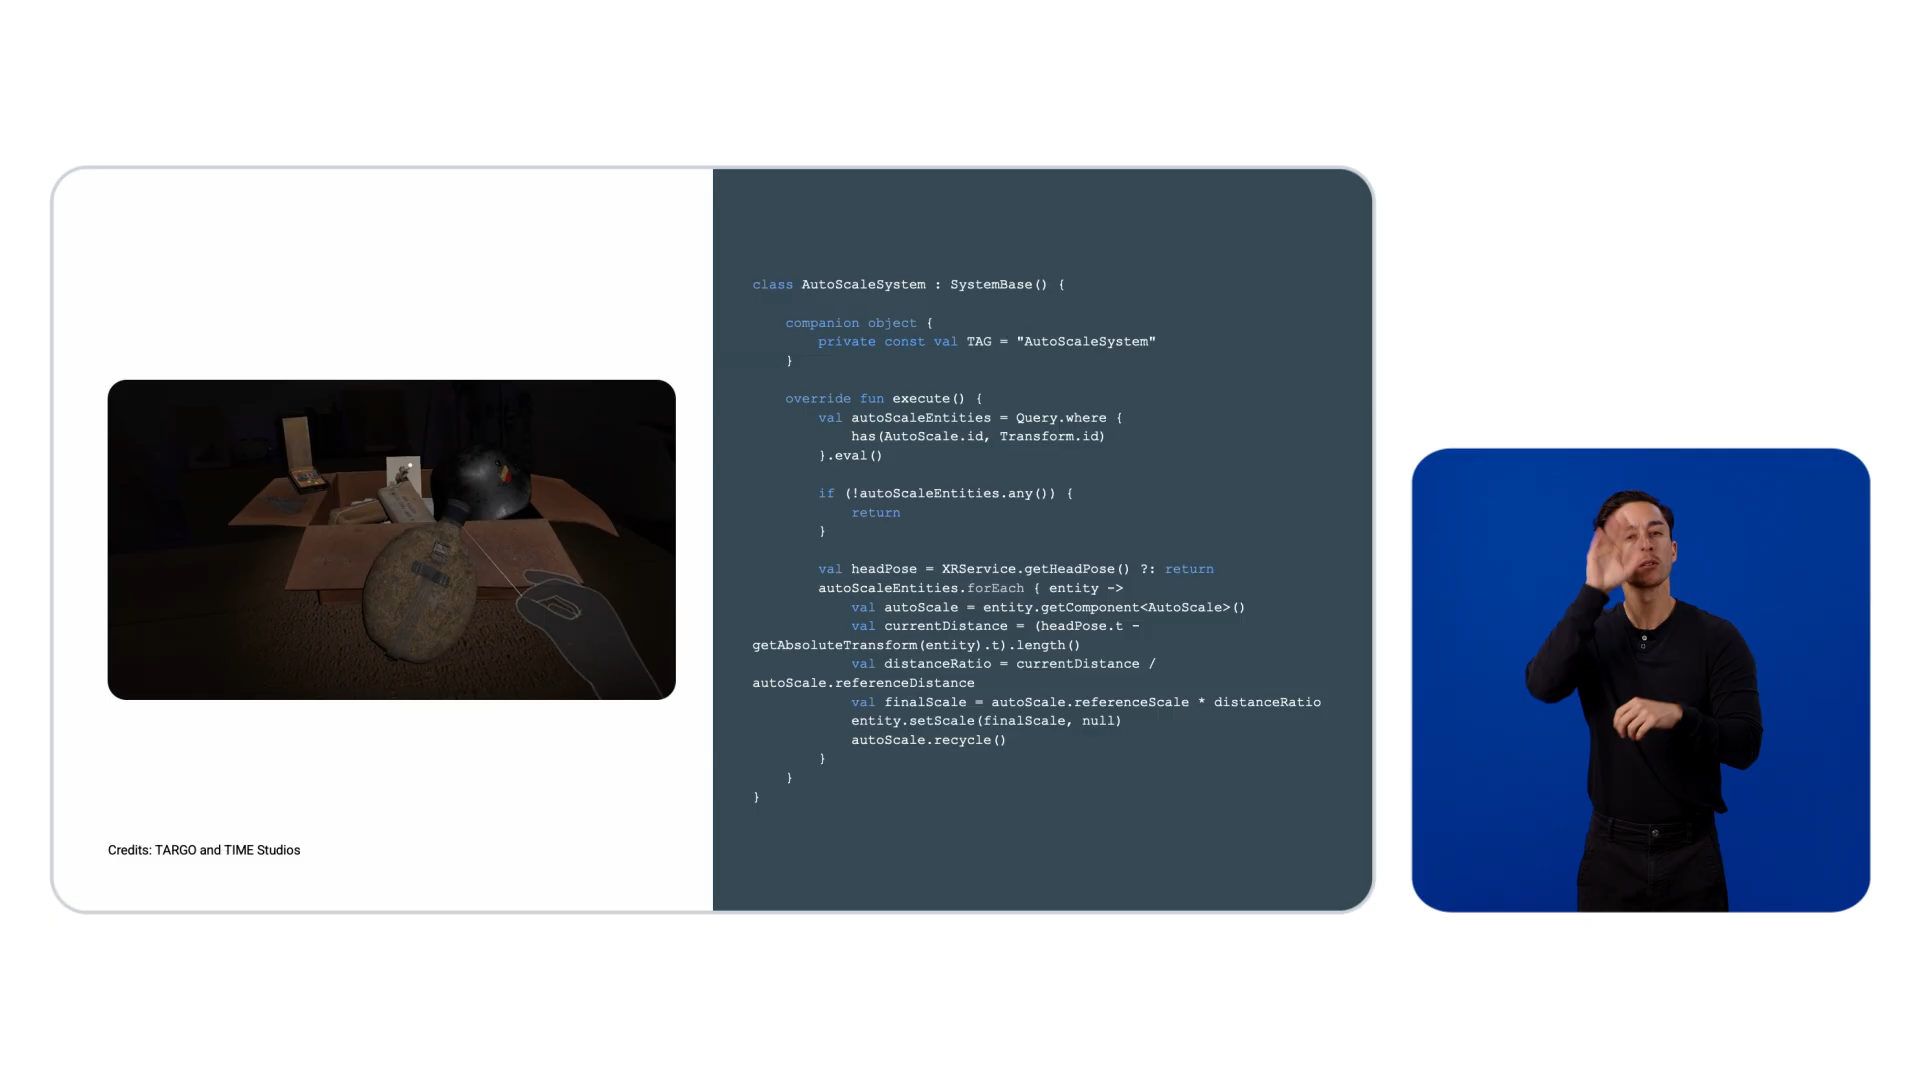 class AutoScaleSystem : SystemBase() {
companion object {
private const val TAG = "AutoScaleSystem"
}
override fun execute() {
val autoScaleEntities = Query.where {
has(AutoScale.id, Transform.id)
}.eval()
if (!autoScaleEntities.any()) {
return
}
val headPose = XRService.getHeadPose() ?: return
autoScaleEntities.forEach { entity ->
val autoScale = entity.getComponent<AutoScale>()
val currentDistance = (headPose.t -
getAbsoluteTransform(entity).t).length()
val distanceRatio = currentDistance /
autoScale.referenceDistance
val finalScale = autoScale.referenceScale * distanceRatio
entity.setScale(finalScale, null)
autoScale.recycle()
}
}
}
Credits: TARGO and TIME Studios